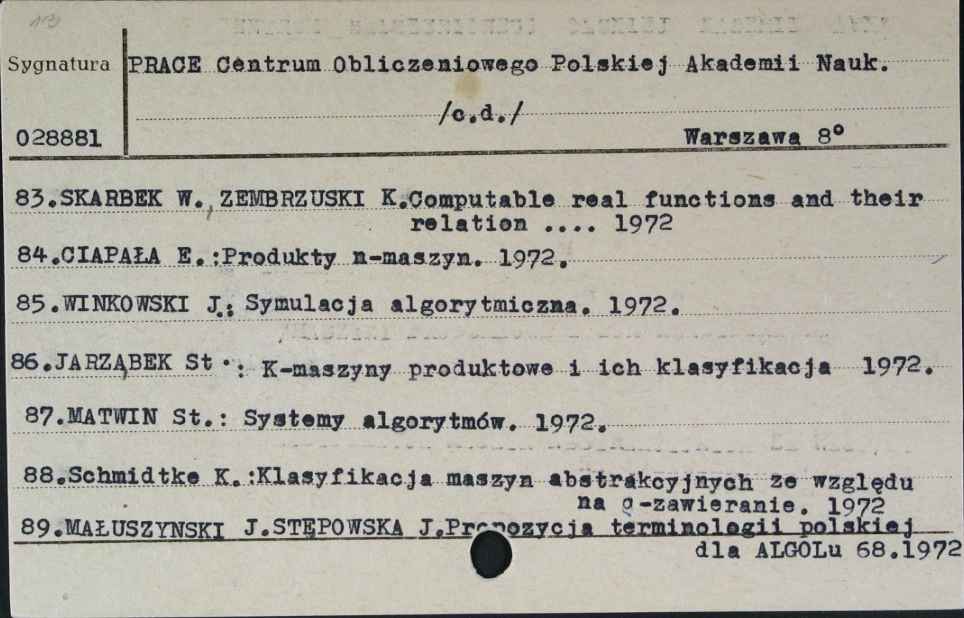 Sygnatura PRACE Centrum Obliczeniowego Polskiej Akademii Nauk.
/c.d./
028881 Warszawa 8°
83.SKARBEK W., ZEMBRZUSKI K.Computable real functions and their
relation .... 1972
84.CIAPAŁA E.:Produkty n-maszyn. 1972.
85.WINKOWSKI J.: Symulacja algorytmiczna. 1972.
86.JARZĄBEK St.: K-maszyny produktowe i ich klasyfikacja 1972.
87.MATWIN St.: Systemy algorytmów. 1972.
88.Schmidtke K.:Klasyfikacja maszyn abstrakcyjnych ze względu
na -zawieranie. 1972
89.MAŁUSZYNSKI J.STĘPOWSKA J.Propozycja terminologii polskiej
dla ALGOLu 68.1972